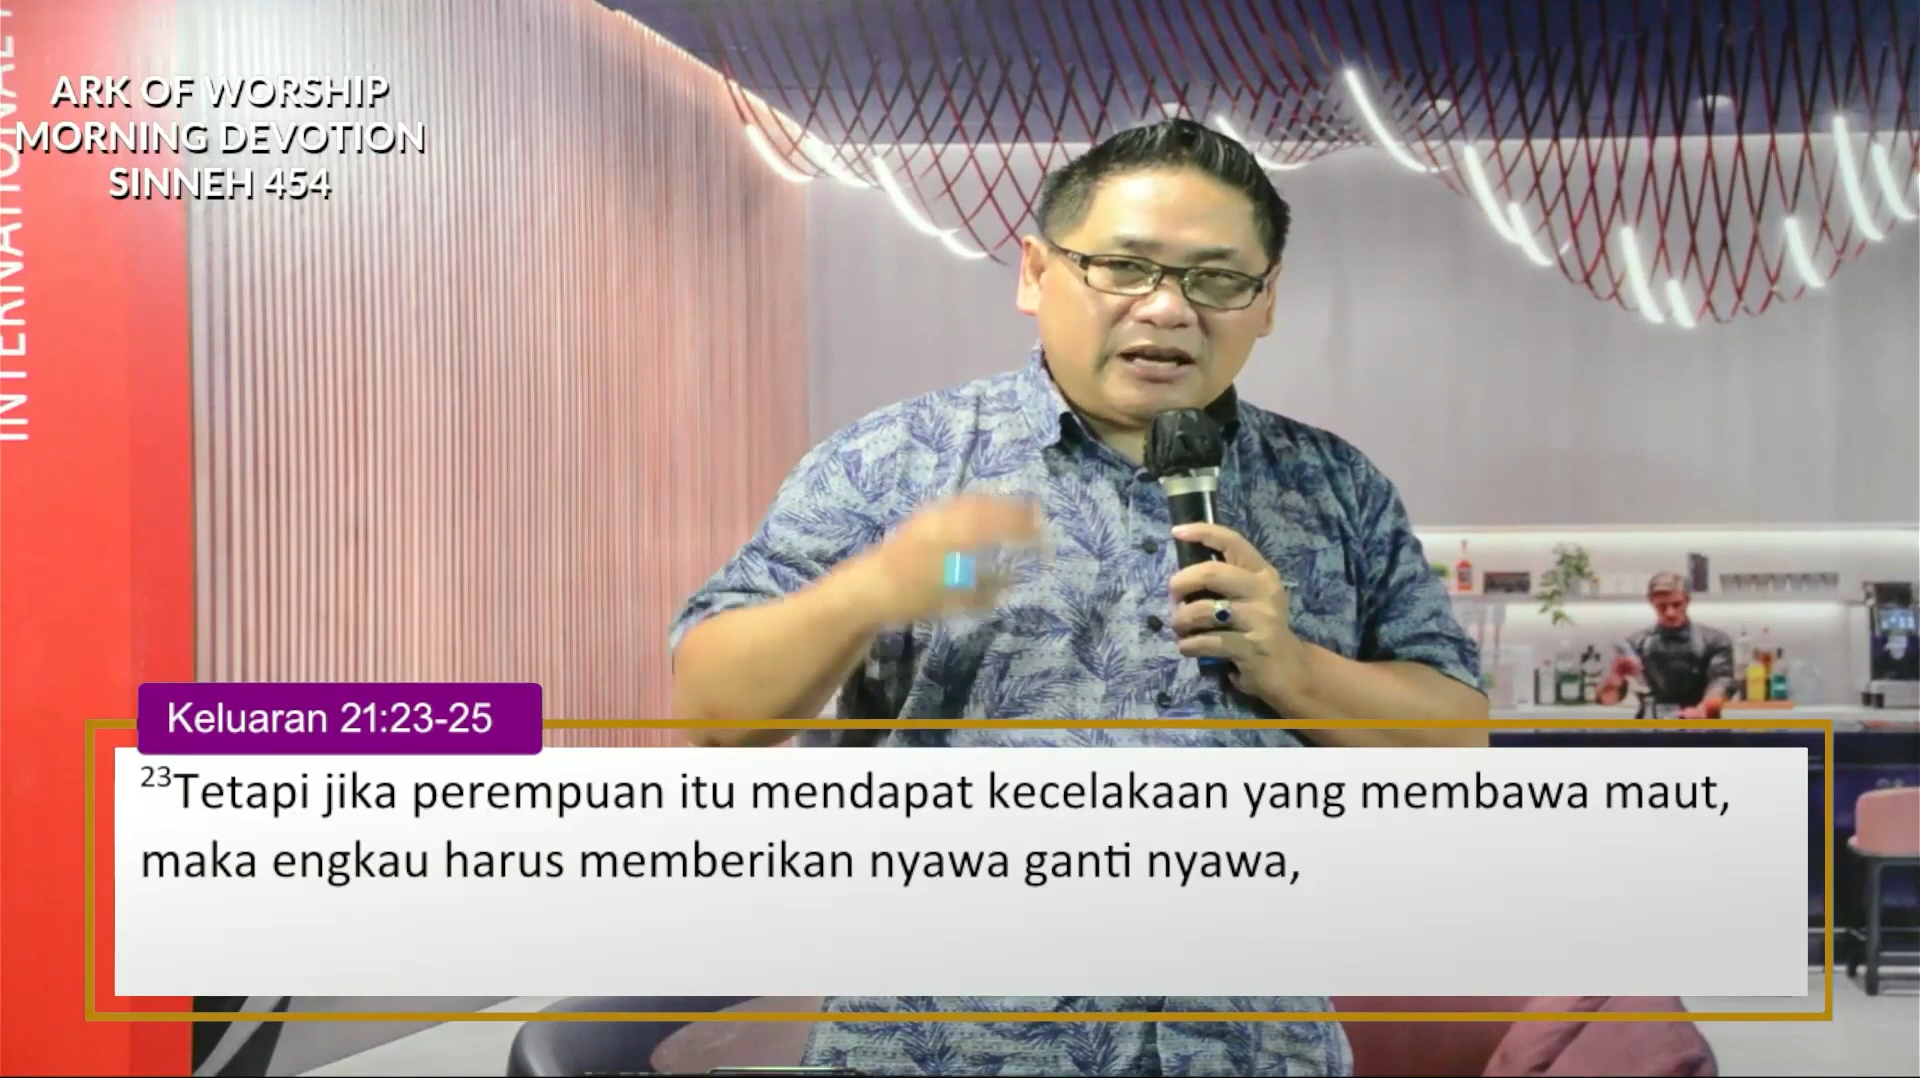 ARK OF WORSHIP
MORNING DEVOTION
SINNEH 454
INTERNATIONAL
Keluaran 21:23-25
23Tetapi jika perempuan itu mendapat kecelakaan yang membawa maut,
maka engkau harus memberikan nyawa ganti nyawa,